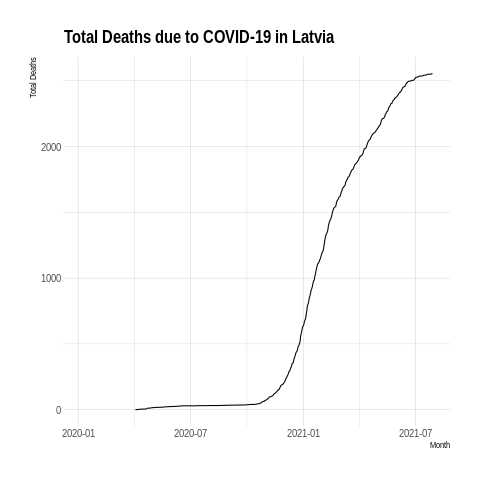 Total Deaths due to COVID-19 in Latvia
Total Deaths
2000
1000
0
2020-01 2020-07 2021-01 2021-07
Month